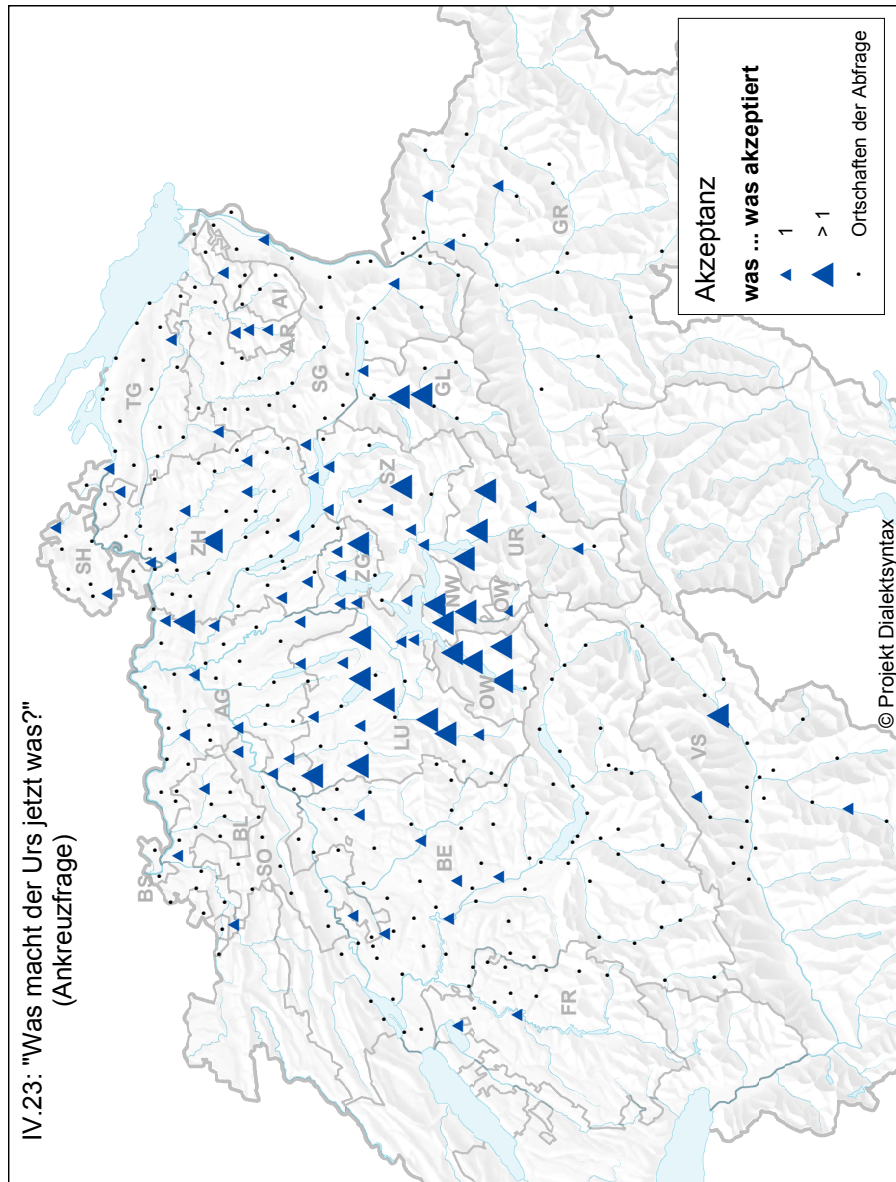 IV.23: "Was macht der Urs jetzt was?"
(Ankreuzfrage)
SH
TG
BS
ZH
AG
AI
AR
BL
SO
SG
ZG
SZ
GL
LU
NW
OW
OW
UR
BE
GR
FR
VS
Akzeptanz
was ... was akzeptiert
1
> 1
Ortschaften der Abfrage
© Projekt Dialektsyntax